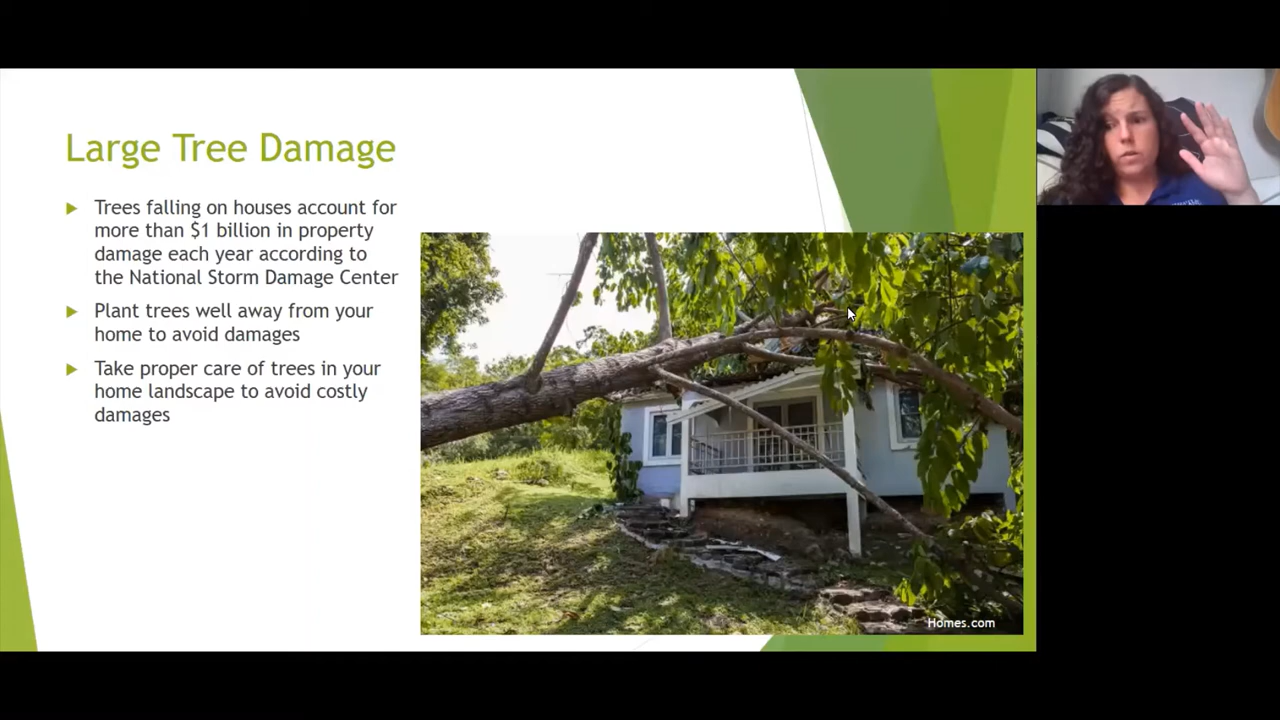 Large Tree Damage
Trees falling on houses account for
more than $1 billion in property
damage each year according to
the National Storm Damage Center
Plant trees well away from your
home to avoid damages
Take proper care of trees in your
home landscape to avoid costly
damages
Homes.com